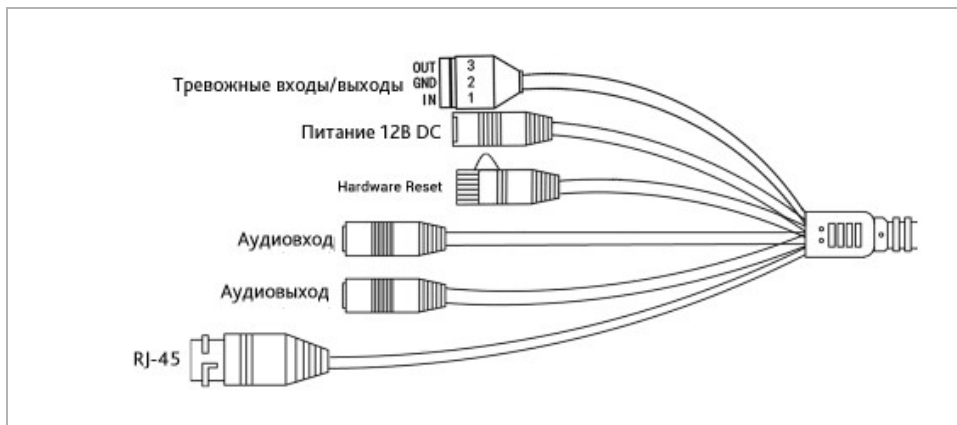 OUT 3
Тревожные входы/выходы GND 2
IN 1
Питание 12В DC
Hardware Reset
Аудиовход
Аудиовыход
RJ-45